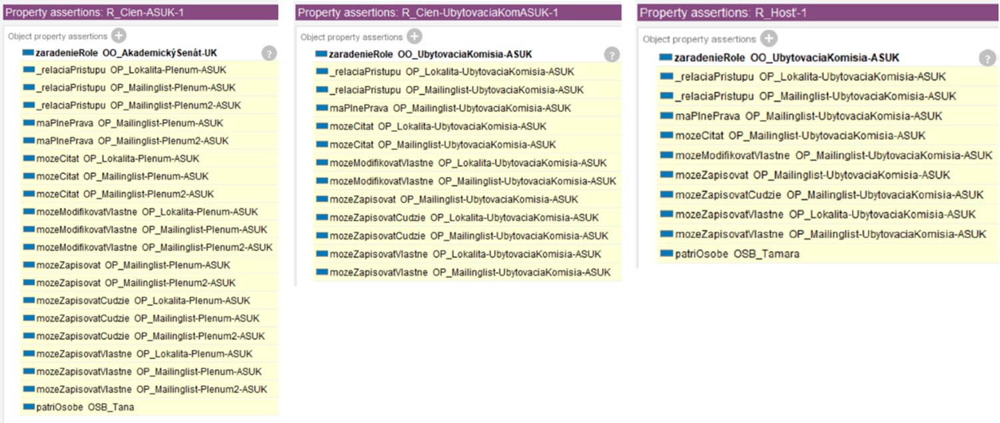 Property assertions: R_Clen-ASUK-1
Object property assertions
zaradenieRole OO_AkademickýSenát-UK
_relaciaPristupu OP_Lokalita-Plenum-ASUK
_relaciaPristupu OP_Mailinglist-Plenum-ASUK
_relaciaPristupu OP_Mailinglist-Plenum2-ASUK
maPlnePrava OP_Mailinglist-Plenum-ASUK
maPlnePrava OP_Mailinglist-Plenum2-ASUK
mozeCitat OP_Lokalita-Plenum-ASUK
mozeCitat OP_Mailinglist-Plenum-ASUK
mozeCitat OP_Mailinglist-Plenum2-ASUK
mozeModifikovatVlastne OP_Lokalita-Plenum-ASUK
mozeModifikovatVlastne OP_Mailinglist-Plenum-ASUK
mozeModifikovatVlastne OP_Mailinglist-Plenum2-ASUK
mozeZapisovat OP_Mailinglist-Plenum-ASUK
mozeZapisovat OP_Mailinglist-Plenum2-ASUK
mozeZapisovatCudzie OP_Lokalita-Plenum-ASUK
mozeZapisovatCudzie OP_Mailinglist-Plenum-ASUK
mozeZapisovatCudzie OP_Mailinglist-Plenum2-ASUK
mozeZapisovatVlastne OP_Lokalita-Plenum-ASUK
mozeZapisovatVlastne OP_Mailinglist-Plenum-ASUK
mozeZapisovatVlastne OP_Mailinglist-Plenum2-ASUK
patriOsobe OSB_Tana
Property assertions: R_Clen-UbytovaciaKomASUK-1
Object property assertions
zaradenieRole OO_UbytovaciaKomisia-ASUK
_relaciaPristupu OP_Lokalita-UbytovaciaKomisia-ASUK
_relaciaPristupu OP_Mailinglist-UbytovaciaKomisia-ASUK
maPlnePrava OP_Mailinglist-UbytovaciaKomisia-ASUK
mozeCitat OP_Lokalita-UbytovaciaKomisia-ASUK
mozeCitat OP_Mailinglist-UbytovaciaKomisia-ASUK
mozeModifikovatVlastne OP_Lokalita-UbytovaciaKomisia-ASUK
mozeModifikovatVlastne OP_Mailinglist-UbytovaciaKomisia-ASUK
mozeZapisovat OP_Mailinglist-UbytovaciaKomisia-ASUK
mozeZapisovatCudzie OP_Lokalita-UbytovaciaKomisia-ASUK
mozeZapisovatCudzie OP_Mailinglist-UbytovaciaKomisia-ASUK
mozeZapisovatVlastne OP_Lokalita-UbytovaciaKomisia-ASUK
mozeZapisovatVlastne OP_Mailinglist-UbytovaciaKomisia-ASUK
Property assertions: R_Hosť-1
Object property assertions
zaradenieRole OO_UbytovaciaKomisia-ASUK
_relaciaPristupu OP_Lokalita-UbytovaciaKomisia-ASUK
_relaciaPristupu OP_Mailinglist-UbytovaciaKomisia-ASUK
maPlnePrava OP_Mailinglist-UbytovaciaKomisia-ASUK
mozeCitat OP_Mailinglist-UbytovaciaKomisia-ASUK
mozeModifikovatVlastne OP_Mailinglist-UbytovaciaKomisia-ASUK
mozeZapisovat OP_Mailinglist-UbytovaciaKomisia-ASUK
mozeZapisovatCudzie OP_Mailinglist-UbytovaciaKomisia-ASUK
mozeZapisovatVlastne OP_Lokalita-UbytovaciaKomisia-ASUK
mozeZapisovatVlastne OP_Mailinglist-UbytovaciaKomisia-ASUK
patriOsobe OSB_Tamara